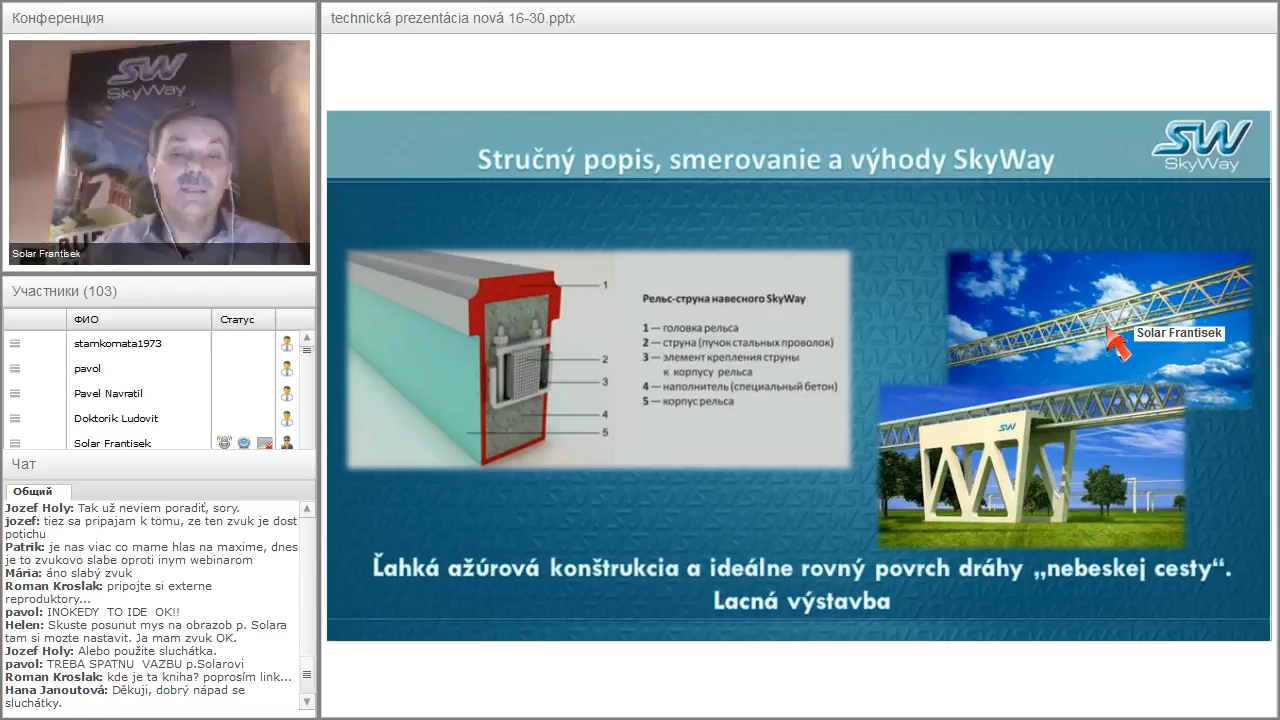 Конференция
SW
SkyWay
Solar Frantisek
Участники (103)
ФИО
Статус
stamkomata1973
pavol
Pavel Navratil
Doktorik Ludovit
Solar Frantisek
Чат
Общий
Jozef Holy: Tak už neviem poradiť, sory.
jozef: tiez sa pripajam k tomu, ze ten zvuk je dost
potichu
Patrik: je nas viac co mame hlas na maxime, dnes
je to zvukovo slabe oproti inym webinarom
Mária: áno slabý zvuk
Roman Kroslak: pripojte si externe
reproduktory...
pavol: INOKEDY TO IDE OK!!
Helen: Skuste posunut mys na obrazob p. Solara
tam si mozte nastavit. Ja mam zvuk OK.
Jozef Holy: Alebo použite sluchátka.
pavol: TREBA SPATNU VAZBU p.Solarovi
Roman Kroslak: kde je ta kniha? poprosím link...
Hana Janoutová: Děkuji, dobrý nápad se
sluchátky.
technická prezentácia nová 16-30.pptx
Stručný popis, smerovanie a výhody SkyWay
SW
SkyWay
1
2
3
4
5
Рельс-струна навесного SkyWay
1 — головка рельса
2 — струна (пучок стальных проволок)
3 — элемент крепления струны
к корпусу рельса
4 — наполнитель (специальный бетон)
5 — корпус рельса
Solar Frantisek
SW
Ľahká ažúrová konštrukcia a ideálne rovný povrch dráhy „nebeskej cesty“.
Lacná výstavba